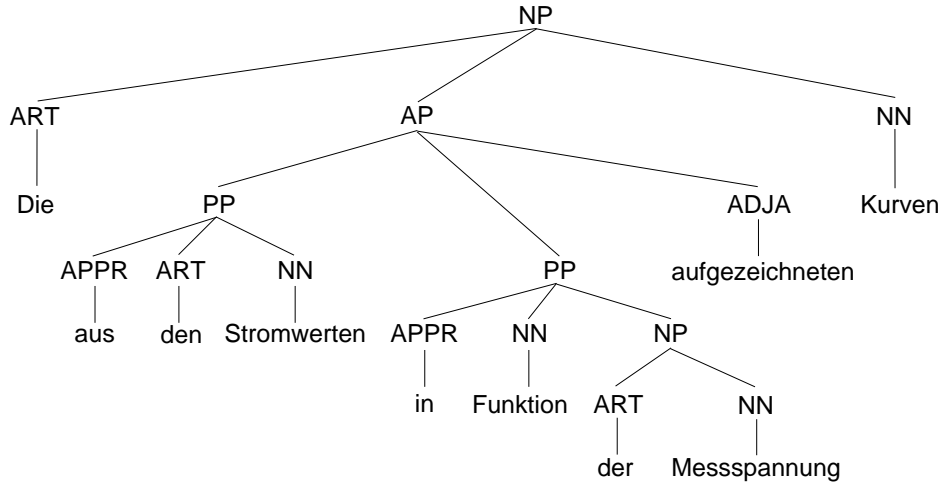 NP
ART AP NN
Die PP ADJA Kurven
APPR ART NN PP aufgezeichneten
aus den Stromwerten APPR NN NP
in Funktion ART NN
der Messspannung